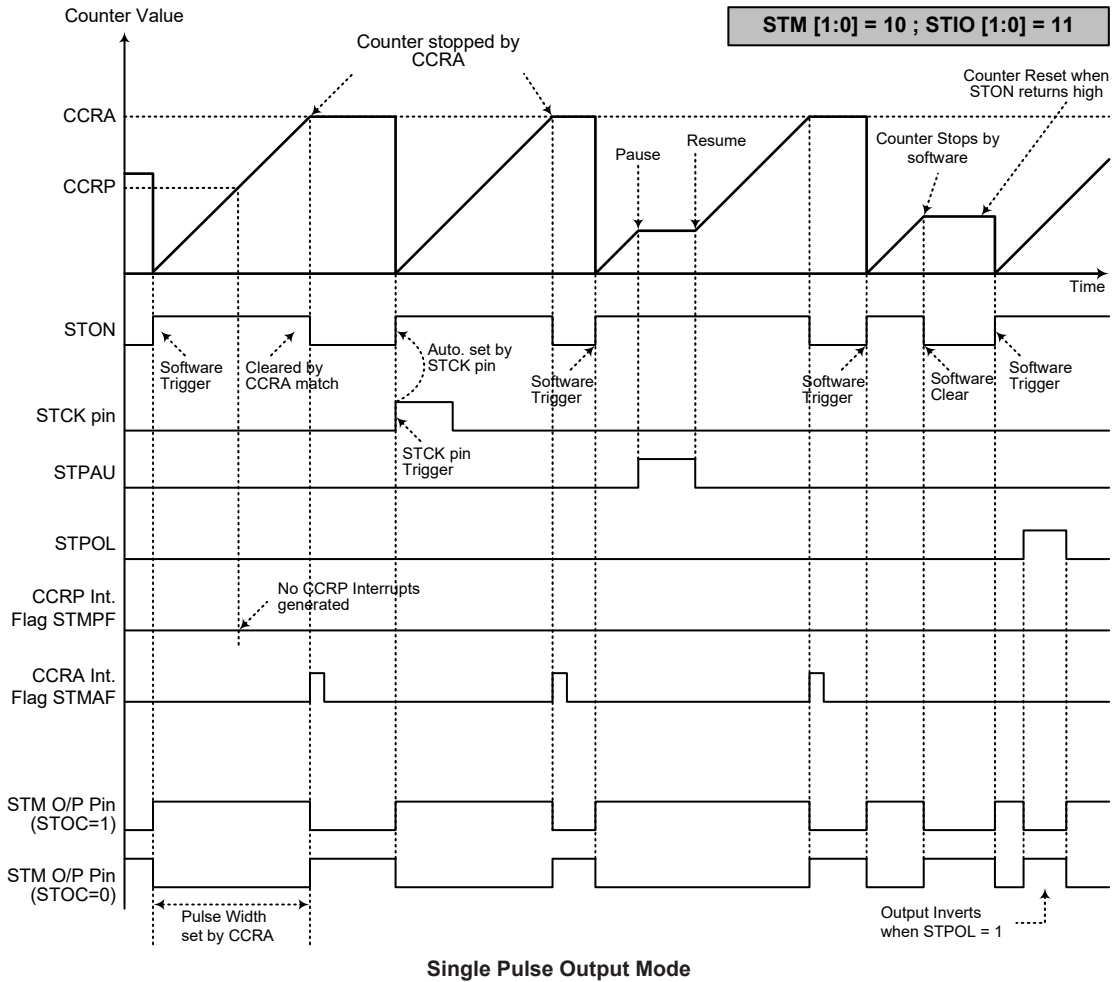 Counter Value
STM [1:0] = 10 ; STIO [1:0] = 11
Counter stopped by
CCRA
Counter Reset when
STON returns high
CCRA
Pause
Resume
Counter Stops by
software
CCRP
Time
STON
Software
Trigger
Cleared by
CCRA match
Auto. set by
STCK pin
Software
Trigger
Software
Trigger
Software
Clear
Software
Trigger
STCK pin
STCK pin
Trigger
STPAU
STPOL
No CCRP Interrupts
generated
CCRP Int.
Flag STMPF
CCRA Int.
Flag STMAF
STM O/P Pin
(STOC=1)
STM O/P Pin
(STOC=0)
Pulse Width
set by CCRA
Output Inverts
when STPOL = 1
Single Pulse Output Mode